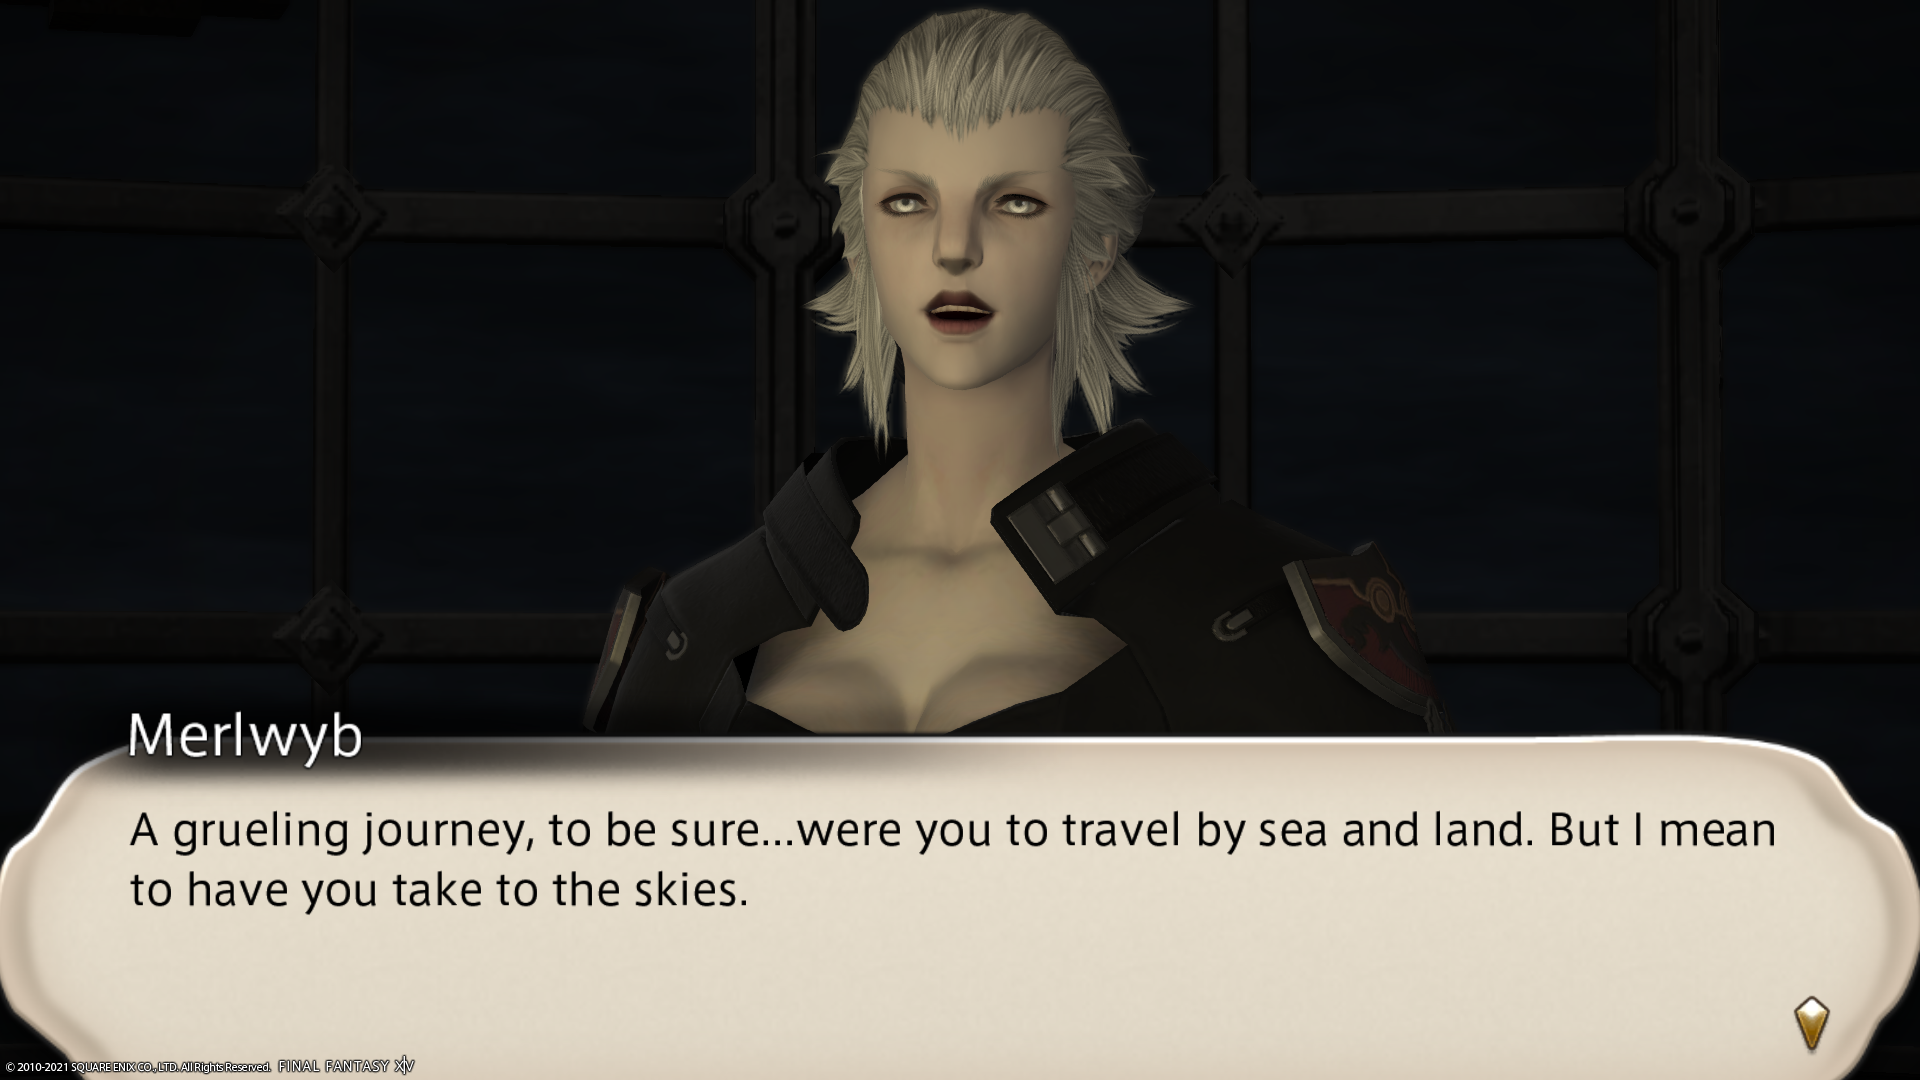 Merlwyb
A grueling journey, to be sure...were you to travel by sea and land. But I mean
to have you take to the skies.
© 2010-2021 SQUARE ENIX CO., LTD. All Rights Reserved. FINAL FANTASY XIV